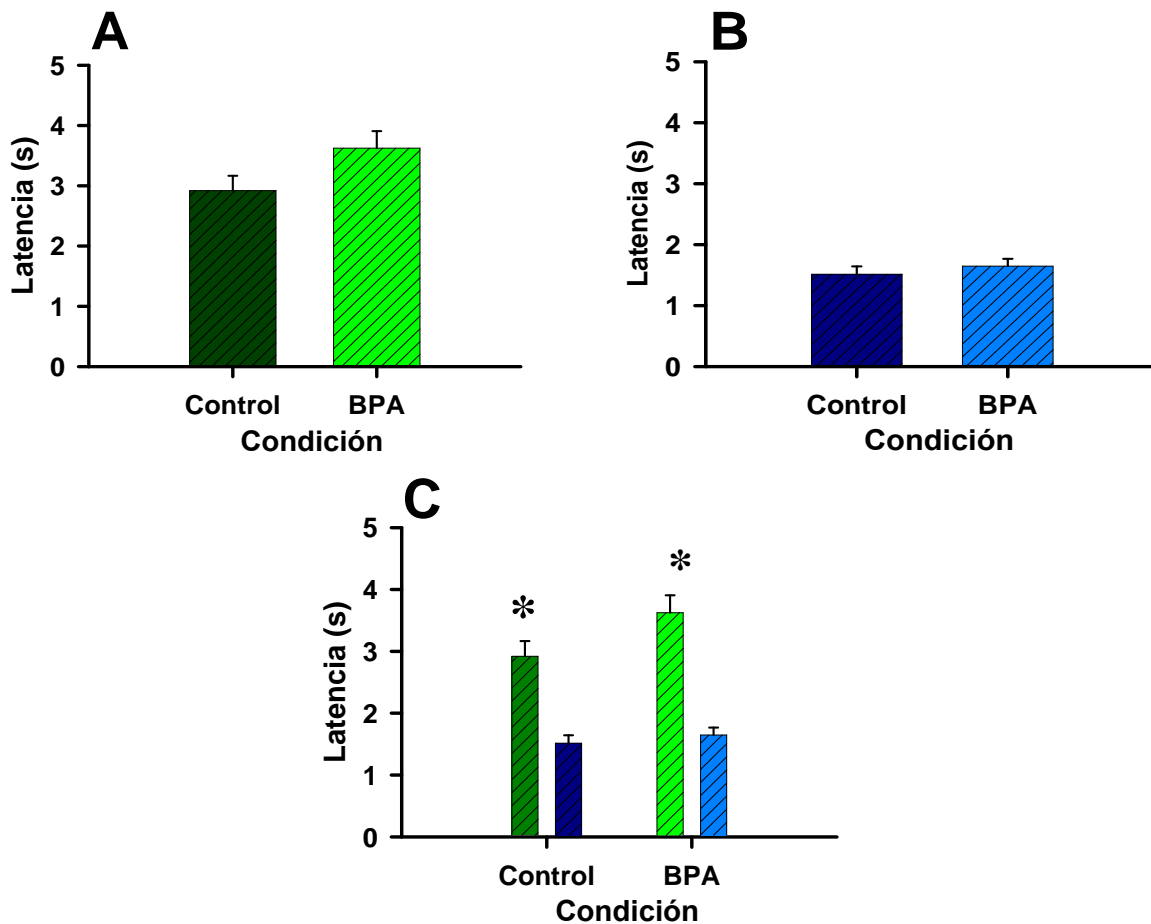 A
5
4
3
2
1
0
Latencia (s)
Control BPA
Condición
B
5
4
3
2
1
0
Latencia (s)
Control BPA
Condición
C
5
4
3
2
1
0
Latencia (s)
*
*
Control BPA
Condición